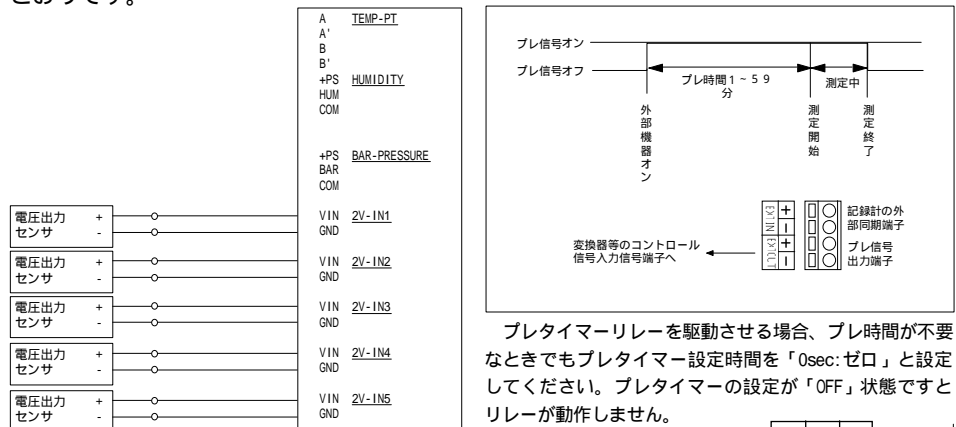 とおりです。
A TEMP-PT
A'
B
B'
+PS HUMIDITY
HUM
COM
+PS BAR-PRESSURE
BAR
COM
電圧出力 + VIN 2V-IN1
センサ - GND
電圧出力 + VIN 2V-IN2
センサ - GND
電圧出力 + VIN 2V-IN3
センサ - GND
電圧出力 + VIN 2V-IN4
センサ - GND
電圧出力 + VIN 2V-IN5
センサ - GND
プレ信号オン
プレ信号オフ
プレ時間1~59
分
測定中
外部機器オン
測定開始
測定終了
EXTIN + -
EXTOUT + -
記録計の外
部同期端子
プレ信号
出力端子
変換器等のコントロール
信号入力信号端子へ
プレタイマーリレーを駆動させる場合、プレ時間が不要
なときでもプレタイマー設定時間を「0sec:ゼロ」と設定
してください。プレタイマーの設定が「OFF」状態ですと
リレーが動作しません。